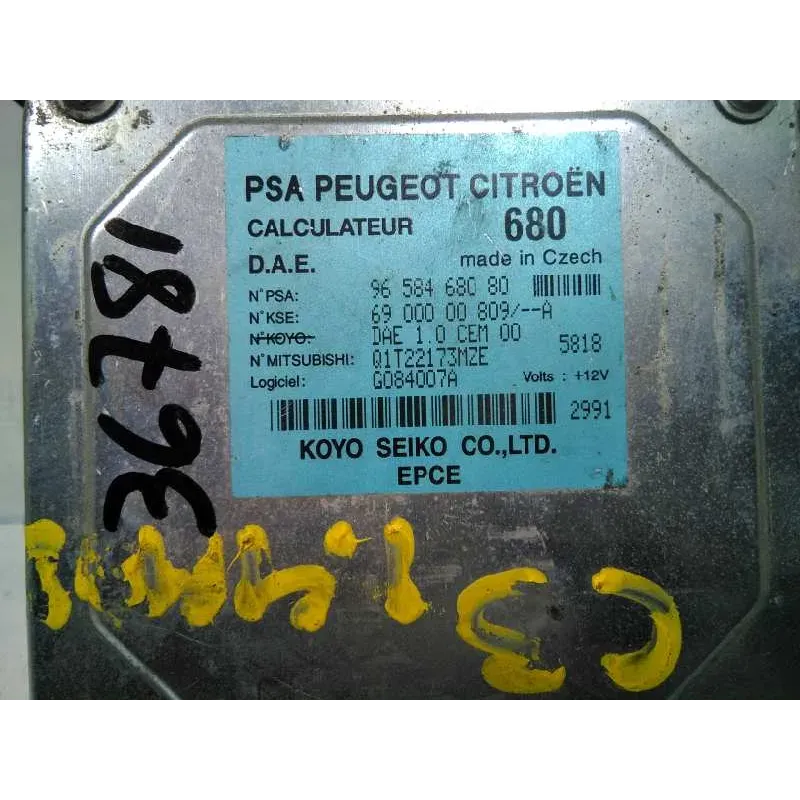 PSA PEUGEOT CITROËN
CALCULATEUR 680
D.A.E. made in Czech
N° PSA: 96 584 680 80
N° KSE: 69 000 00 809/--A
N° KOYO: DAE 1.0 CEM 00
5818
N° MITSUBISHI: Q1T22173MZE
Logiciel: G084007A Volts : +12V
2991
KOYO SEIKO CO.,LTD.
EPCE
36781
C3